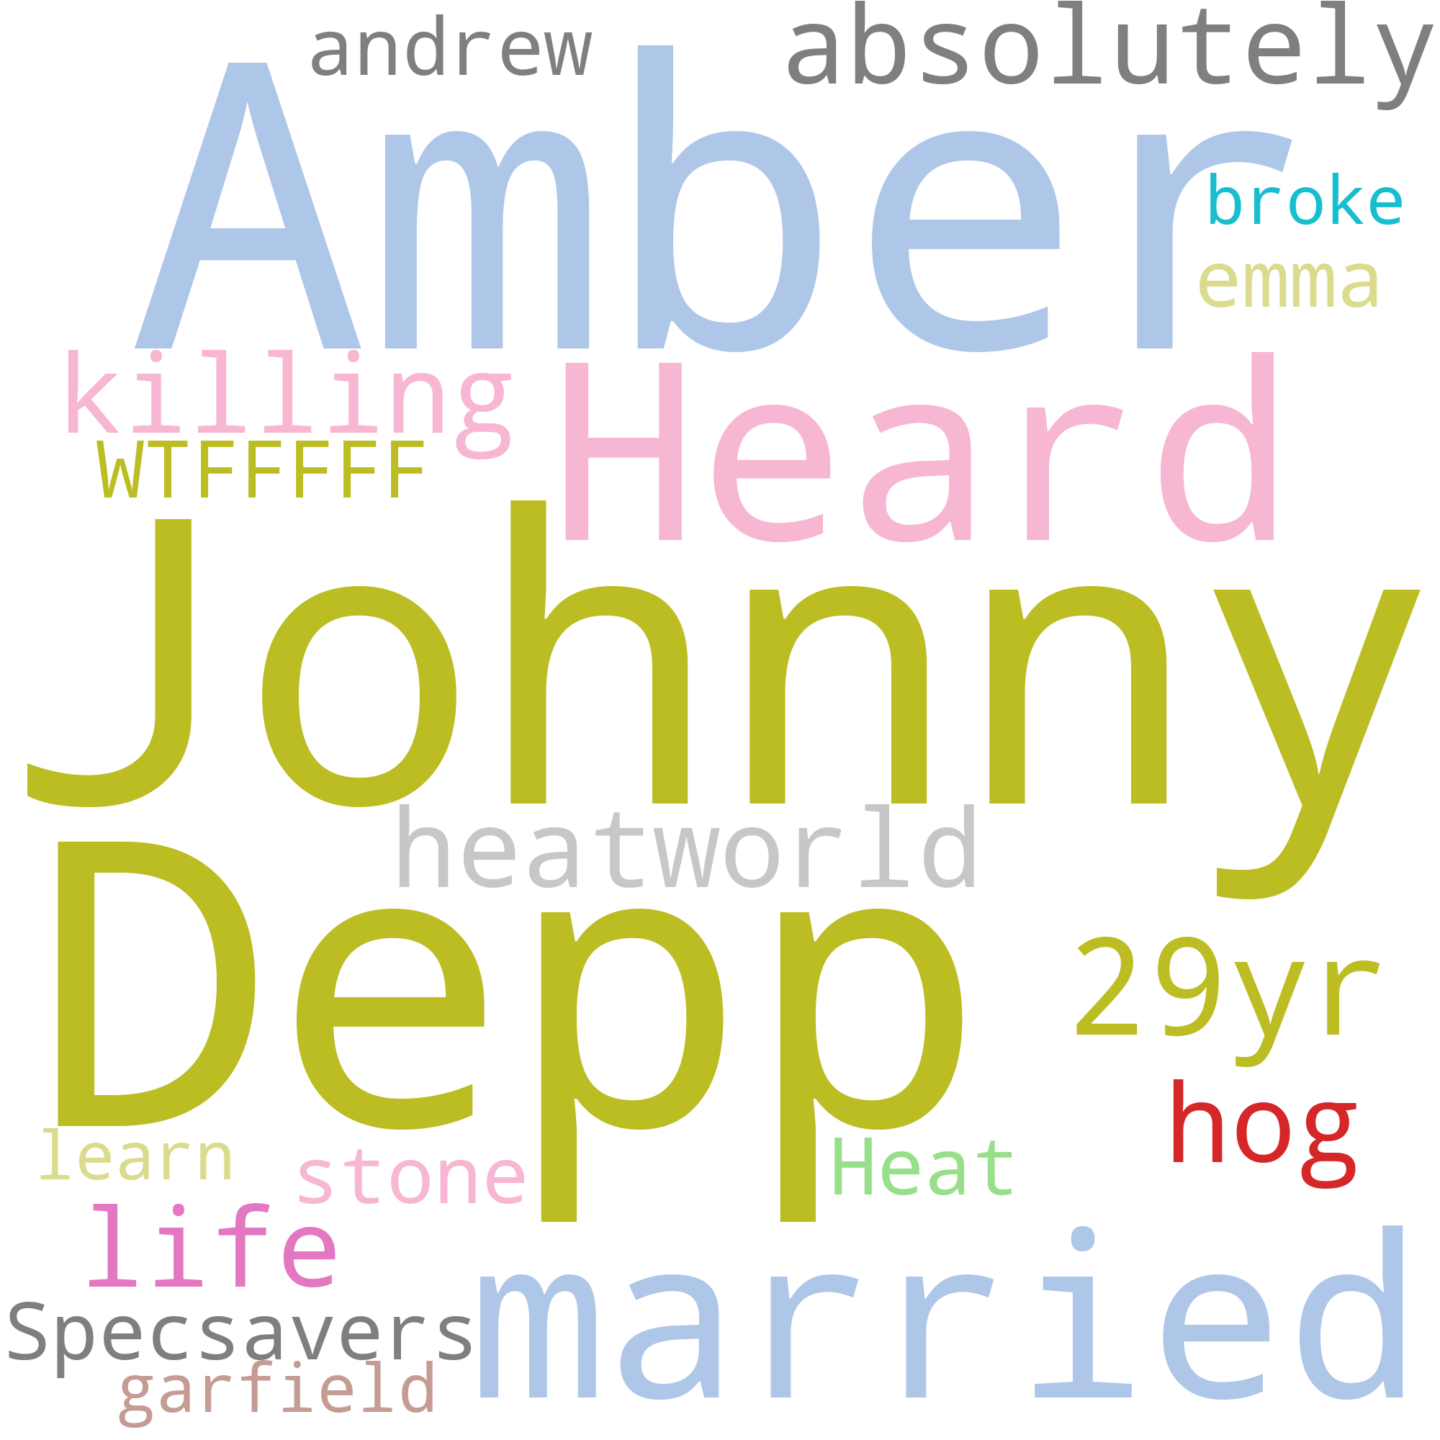 andrew absolutely
Amber
broke
emma
killing
Heard
WTFFFFF
Johnny
heatworld
Depp
29yr
hog
learn
stone
Heat
life
married
Specsavers
garfield